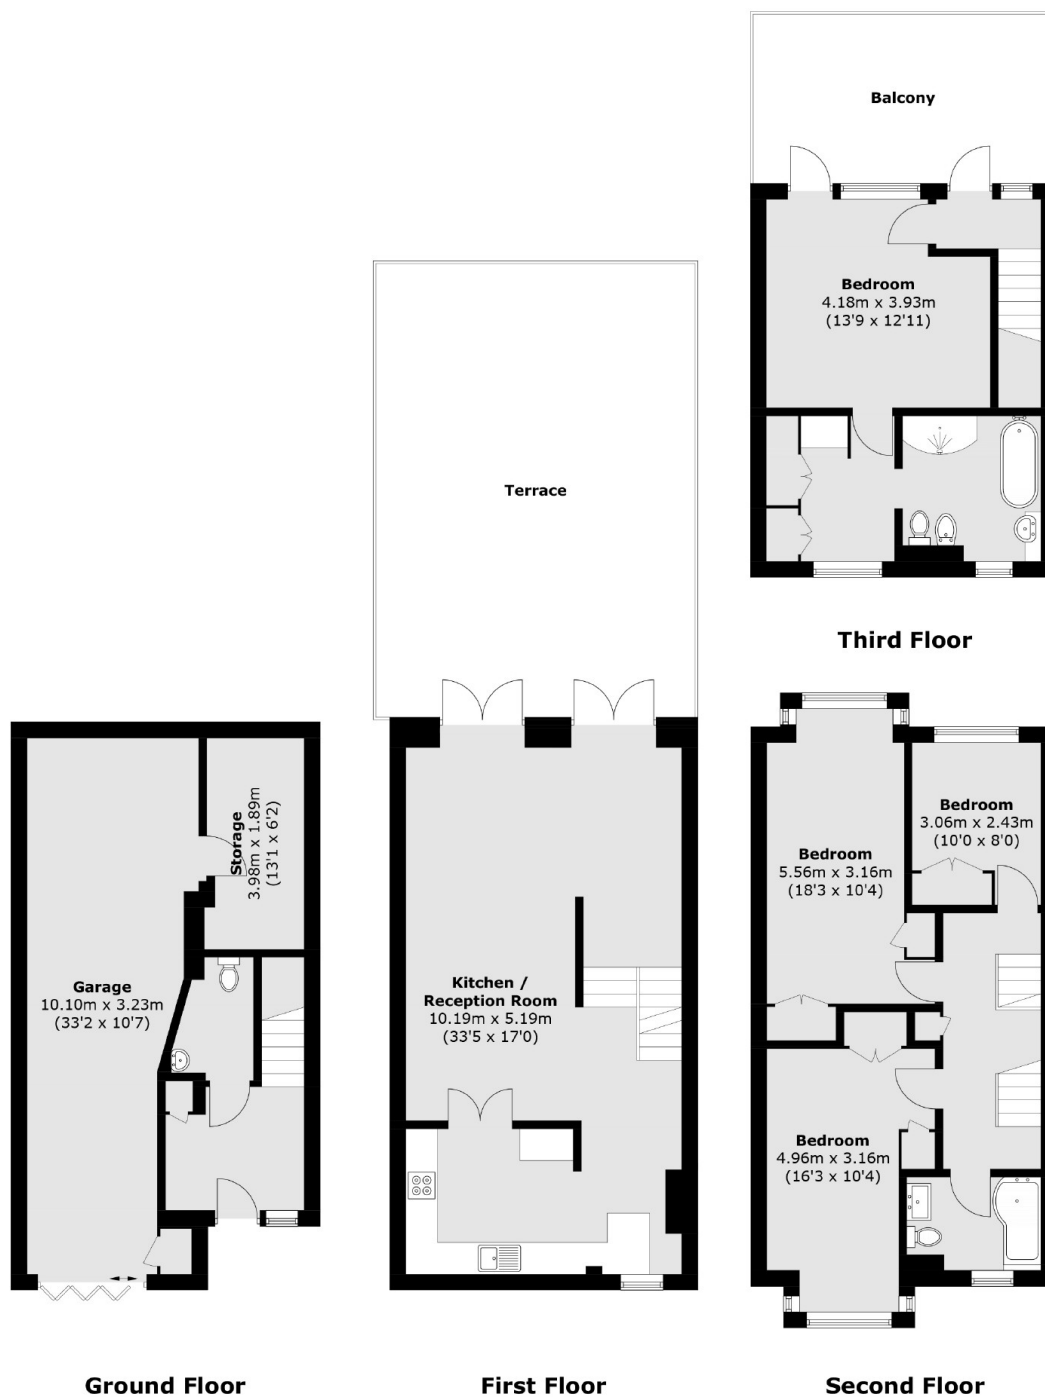 Balcony
Bedroom
4.18m x 3.93m
(13'9 x 12'11)
Third Floor
Terrace
Storage
3.98m x 1.89m
(13'1 x 6'2)
Garage
10.10m x 3.23m
(33'2 x 10'7)
Ground Floor
Kitchen /
Reception Room
10.19m x 5.19m
(33'5 x 17'0)
First Floor
Bedroom
3.06m x 2.43m
(10'0 x 8'0)
Bedroom
5.56m x 3.16m
(18'3 x 10'4)
Bedroom
4.96m x 3.16m
(16'3 x 10'4)
Second Floor